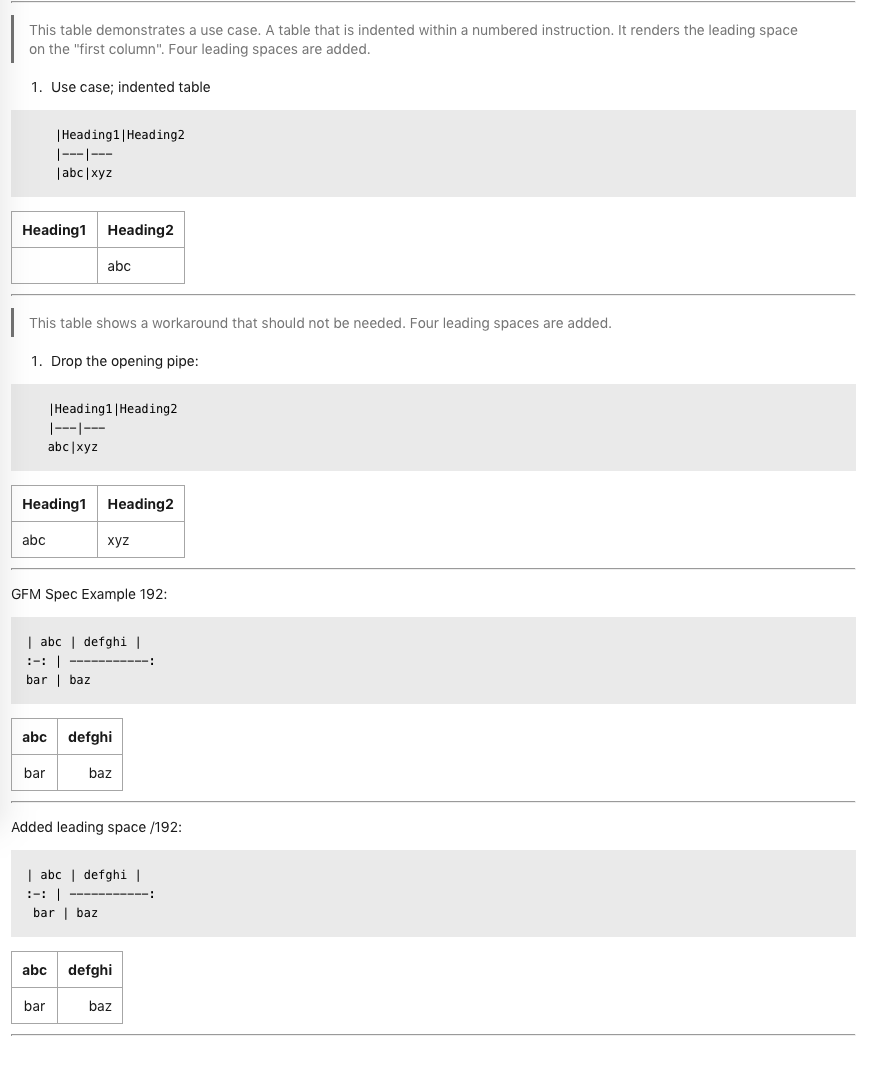 This table demonstrates a use case. A table that is indented within a numbered instruction. It renders the leading space
on the "first column". Four leading spaces are added.
1. Use case; indented table
|Heading1|Heading2
|---|---
|abc|xyz
Heading1 Heading2
abc
This table shows a workaround that should not be needed. Four leading spaces are added.
1. Drop the opening pipe:
|Heading1|Heading2
|---|---
abc|xyz
Heading1 Heading2
abc xyz
GFM Spec Example 192:
| abc | defghi |
:-: | -----------:
bar | baz
abc defghi
bar baz
Added leading space /192:
| abc | defghi |
:-: | -----------:
bar | baz
abc defghi
bar baz